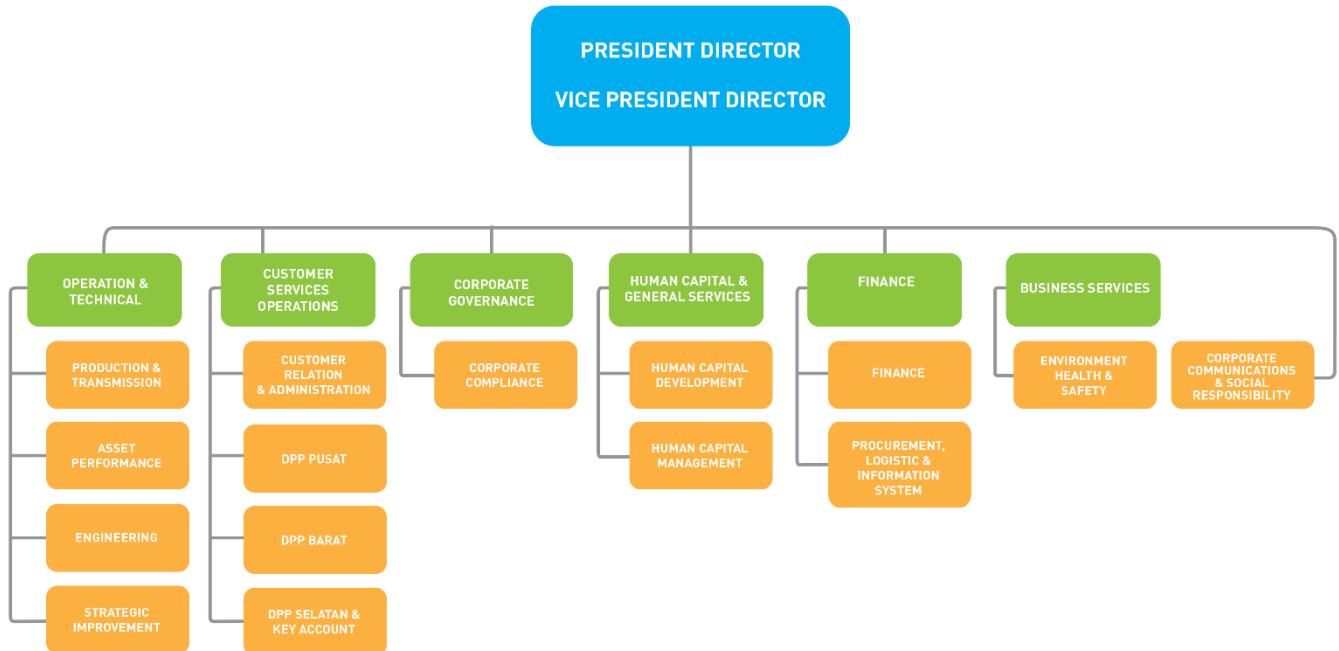 PRESIDENT DIRECTOR
VICE PRESIDENT DIRECTOR
OPERATION &
TECHNICAL
PRODUCTION &
TRANSMISSION
ASSET
PERFORMANCE
ENGINEERING
STRATEGIC
IMPROVEMENT
CUSTOMER
SERVICES
OPERATIONS
CUSTOMER
RELATION
& ADMINISTRATION
DPP PUSAT
DPP BARAT
DPP SELATAN &
KEY ACCOUNT
CORPORATE
GOVERNANCE
CORPORATE
COMPLIANCE
HUMAN CAPITAL &
GENERAL SERVICES
HUMAN CAPITAL
DEVELOPMENT
HUMAN CAPITAL
MANAGEMENT
FINANCE
FINANCE
PROCUREMENT,
LOGISTIC &
INFORMATION
SYSTEM
BUSINESS SERVICES
ENVIRONMENT
HEALTH &
SAFETY
CORPORATE
COMMUNICATIONS
& SOCIAL
RESPONSIBILITY